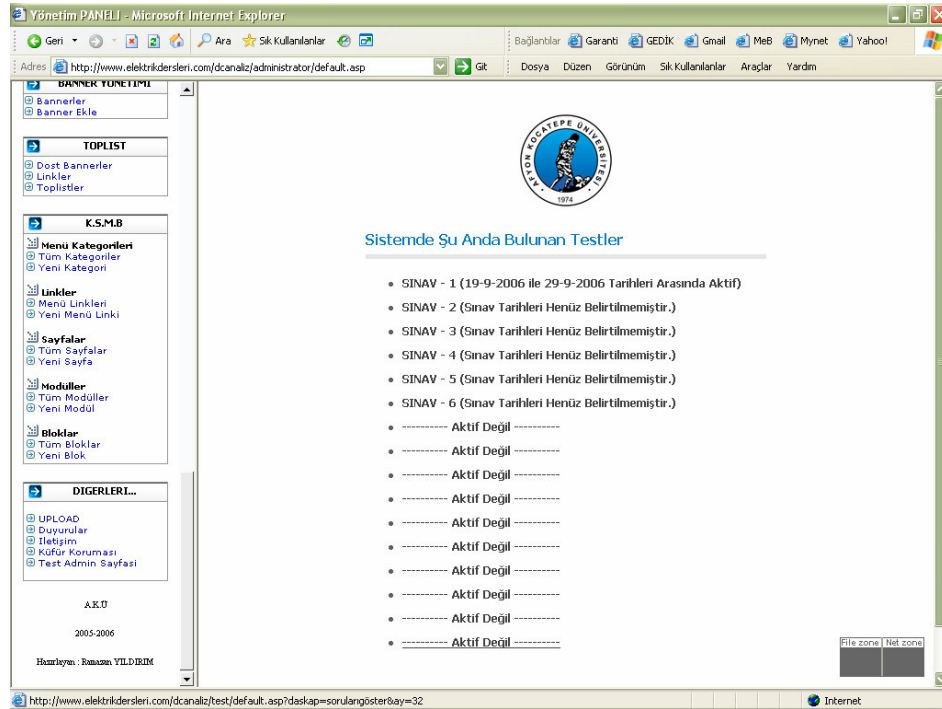 Yönetim PANELI - Microsoft Internet Explorer
Geri Ara Sık Kullanılanlar Bağlantılar Garanti GEDİK Gmail MeB Mynet Yahoo!
Adres http://www.elektrikdersleri.com/dcanaliz/administrator/default.asp Git Dosya Düzen Görünüm Sık Kullanılanlar Araçlar Yardım
BANNER YONETIMI
Bannerler
Banner Ekle
TOPLIST
Dost Bannerler
Linkler
Toplistler
K.S.M.B
Menü Kategorileri
Tüm Kategoriler
Yeni Kategori
Linkler
Menü Linkleri
Yeni Menü Linki
Sayfalar
Tüm Sayfalar
Yeni Sayfa
Modüller
Tüm Modüller
Yeni Modül
Bloklar
Tüm Bloklar
Yeni Blok
DIGERLERI...
UPLOAD
Duyurular
Iletişim
Küfür Koruması
Test Admin Sayfasi
A.K.Ü
2005-2006
Hazırlayan : Ramazan YILDIRIM
AFYON KOCATEPE ÜNİVERSİTESİ
1974
Sistemde Şu Anda Bulunan Testler
SINAV - 1 (19-9-2006 ile 29-9-2006 Tarihleri Arasında Aktif)
SINAV - 2 (Sınav Tarihleri Henüz Belirtilmemiştir.)
SINAV - 3 (Sınav Tarihleri Henüz Belirtilmemiştir.)
SINAV - 4 (Sınav Tarihleri Henüz Belirtilmemiştir.)
SINAV - 5 (Sınav Tarihleri Henüz Belirtilmemiştir.)
SINAV - 6 (Sınav Tarihleri Henüz Belirtilmemiştir.)
---------- Aktif Değil ----------
---------- Aktif Değil ----------
---------- Aktif Değil ----------
---------- Aktif Değil ----------
---------- Aktif Değil ----------
---------- Aktif Değil ----------
---------- Aktif Değil ----------
---------- Aktif Değil ----------
---------- Aktif Değil ----------
---------- Aktif Değil ----------
File zone Net zone
http://www.elektrikdersleri.com/dcanaliz/test/default.asp?daskap=sorularıgöster&ay=32 Internet